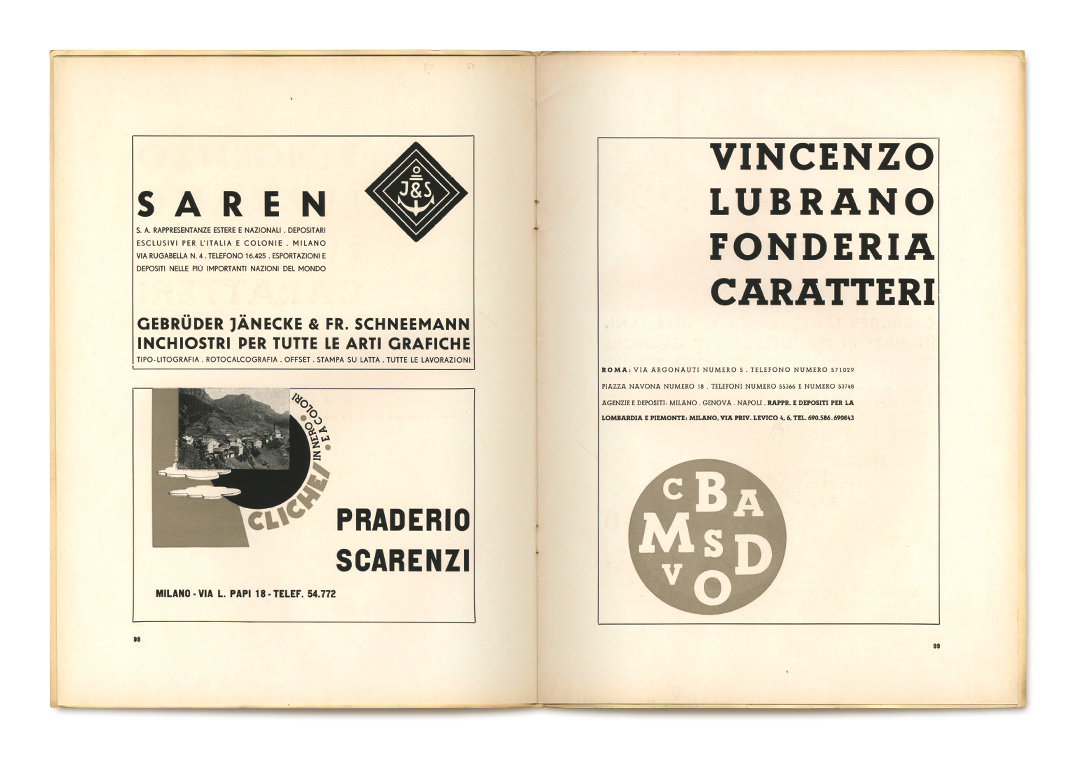 SAREN
J&S
S. A. RAPPRESENTANZE ESTERE E NAZIONALI . DEPOSITARI
ESCLUSIVI PER L'ITALIA E COLONIE . MILANO
VIA RUGABELLA N. 4 . TELEFONO 16.425 . ESPORTAZIONI E
DEPOSITI NELLE PIÙ IMPORTANTI NAZIONI DEL MONDO
GEBRÜDER JÄNECKE & FR. SCHNEEMANN
INCHIOSTRI PER TUTTE LE ARTI GRAFICHE
TIPO-LITOGRAFIA . ROTOCALCOGRAFIA . OFFSET . STAMPA SU LATTA . TUTTE LE LAVORAZIONI
CLICHEI
IN NERO • E A COLORI •
PRADERIO
SCARENZI
MILANO - VIA L. PAPI 18 - TELEF. 54.772
98
VINCENZO
LUBRANO
FONDERIA
CARATTERI
ROMA: VIA ARGONAUTI NUMERO 5 . TELEFONO NUMERO 571029
PIAZZA NAVONA NUMERO 18 . TELEFONI NUMERO 55366 E NUMERO 53748
AGENZIE E DEPOSITI: MILANO . GENOVA . NAPOLI . RAPPR. E DEPOSITI PER LA
LOMBARDIA E PIEMONTE: MILANO, VIA PRIV. LEVICO 4, 6, TEL. 690.586.690843
C B A
M S D
V O
99